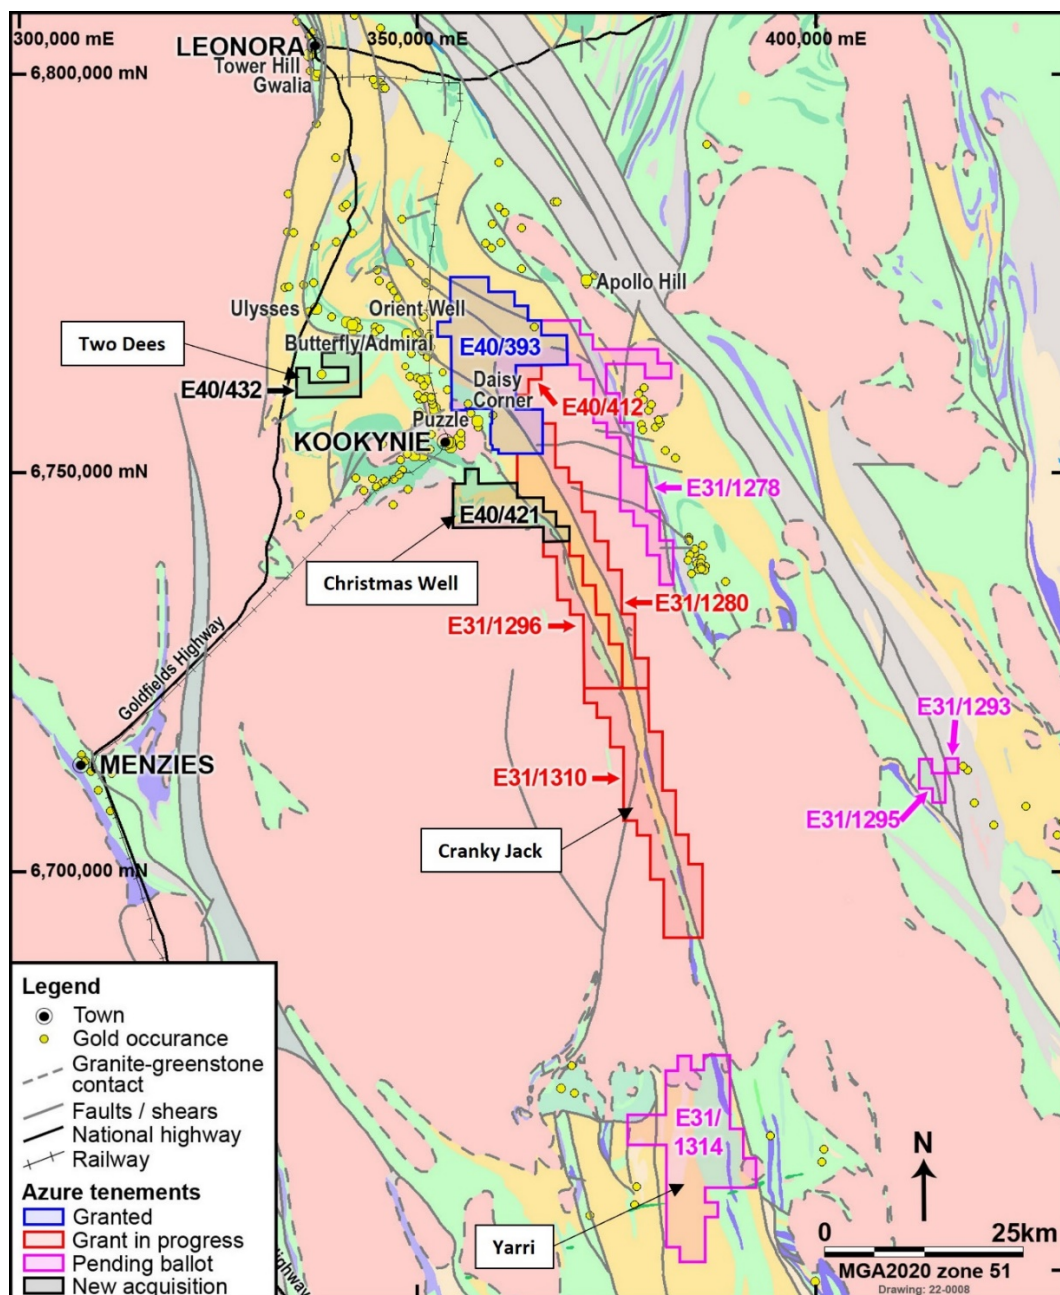 300,000 mE
350,000 mE
400,000 mE
LEONORA
Tower Hill
Gwalia
6,800,000 mN
Apollo Hill
Ulysses
Orient Well
Butterfly/Admiral
Two Dees
E40/393
E40/432
Daisy
Corner
E40/412
Puzzle
KOOKYNIE
6,750,000 mN
E31/1278
E40/421
Christmas Well
E31/1280
E31/1296
Goldfields Highway
E31/1293
MENZIES
E31/1310
E31/1295
Cranky Jack
6,700,000 mN
Legend
Town
Gold occurance
Granite-greenstone
contact
Faults / shears
National highway
Railway
Azure tenements
Granted
Grant in progress
Pending ballot
New acquisition
Highway
E31/
1314
Yarri
N
0
25km
MGA2020 zone 51
Drawing: 22-0008